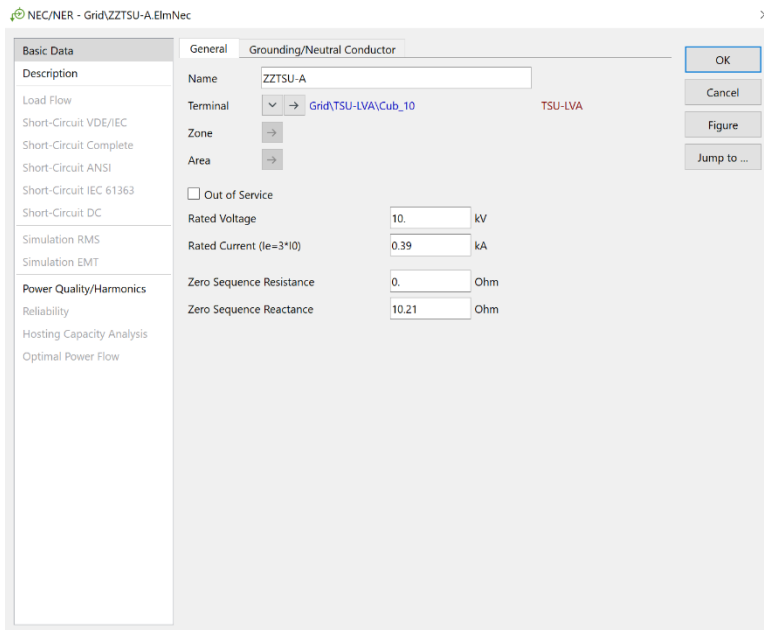 NEC/NER - Grid\ZZTSU-A.ElmNec
Basic Data
Description
Load Flow
Short-Circuit VDE/IEC
Short-Circuit Complete
Short-Circuit ANSI
Short-Circuit IEC 61363
Short-Circuit DC
Simulation RMS
Simulation EMT
Power Quality/Harmonics
Reliability
Hosting Capacity Analysis
Optimal Power Flow
General Grounding/Neutral Conductor
Name ZZTSU-A
Terminal Grid\TSU-LVA\Cub_10 TSU-LVA
Zone
Area
Out of Service
Rated Voltage 10. kV
Rated Current (Ie=3*I0) 0.39 kA
Zero Sequence Resistance 0. Ohm
Zero Sequence Reactance 10.21 Ohm
OK
Cancel
Figure
Jump to ...